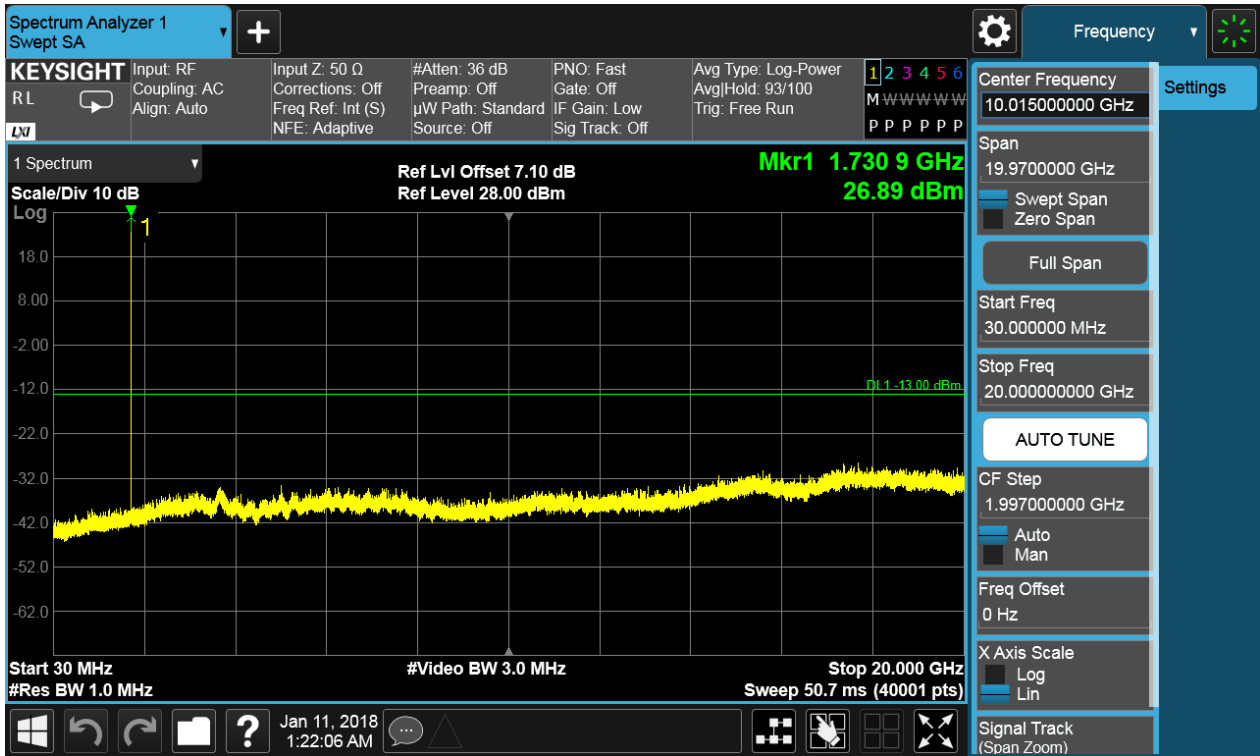 Spectrum Analyzer 1
Swept SA
+
Frequency
KEYSIGHT
RL
LXI
Input: RF
Coupling: AC
Align: Auto
Input Z: 50 Ω
Corrections: Off
Freq Ref: Int (S)
NFE: Adaptive
#Atten: 36 dB
Preamp: Off
µW Path: Standard
Source: Off
PNO: Fast
Gate: Off
IF Gain: Low
Sig Track: Off
Avg Type: Log-Power
Avg|Hold: 93/100
Trig: Free Run
1 2 3 4 5 6
M W W W W W
P P P P P P
1 Spectrum
Scale/Div 10 dB
Log
Ref Lvl Offset 7.10 dB
Ref Level 28.00 dBm
Mkr1 1.730 9 GHz
26.89 dBm
1
18.0
8.00
-2.00
-12.0
DL1 -13.00 dBm
-22.0
-32.0
-42.0
-52.0
-62.0
Start 30 MHz
#Res BW 1.0 MHz
#Video BW 3.0 MHz
Stop 20.000 GHz
Sweep 50.7 ms (40001 pts)
?
Jan 11, 2018
1:22:06 AM
Center Frequency
10.015000000 GHz
Settings
Span
19.9700000 GHz
Swept Span
Zero Span
Full Span
Start Freq
30.000000 MHz
Stop Freq
20.000000000 GHz
AUTO TUNE
CF Step
1.997000000 GHz
Auto
Man
Freq Offset
0 Hz
X Axis Scale
Log
Lin
Signal Track
(Span Zoom)